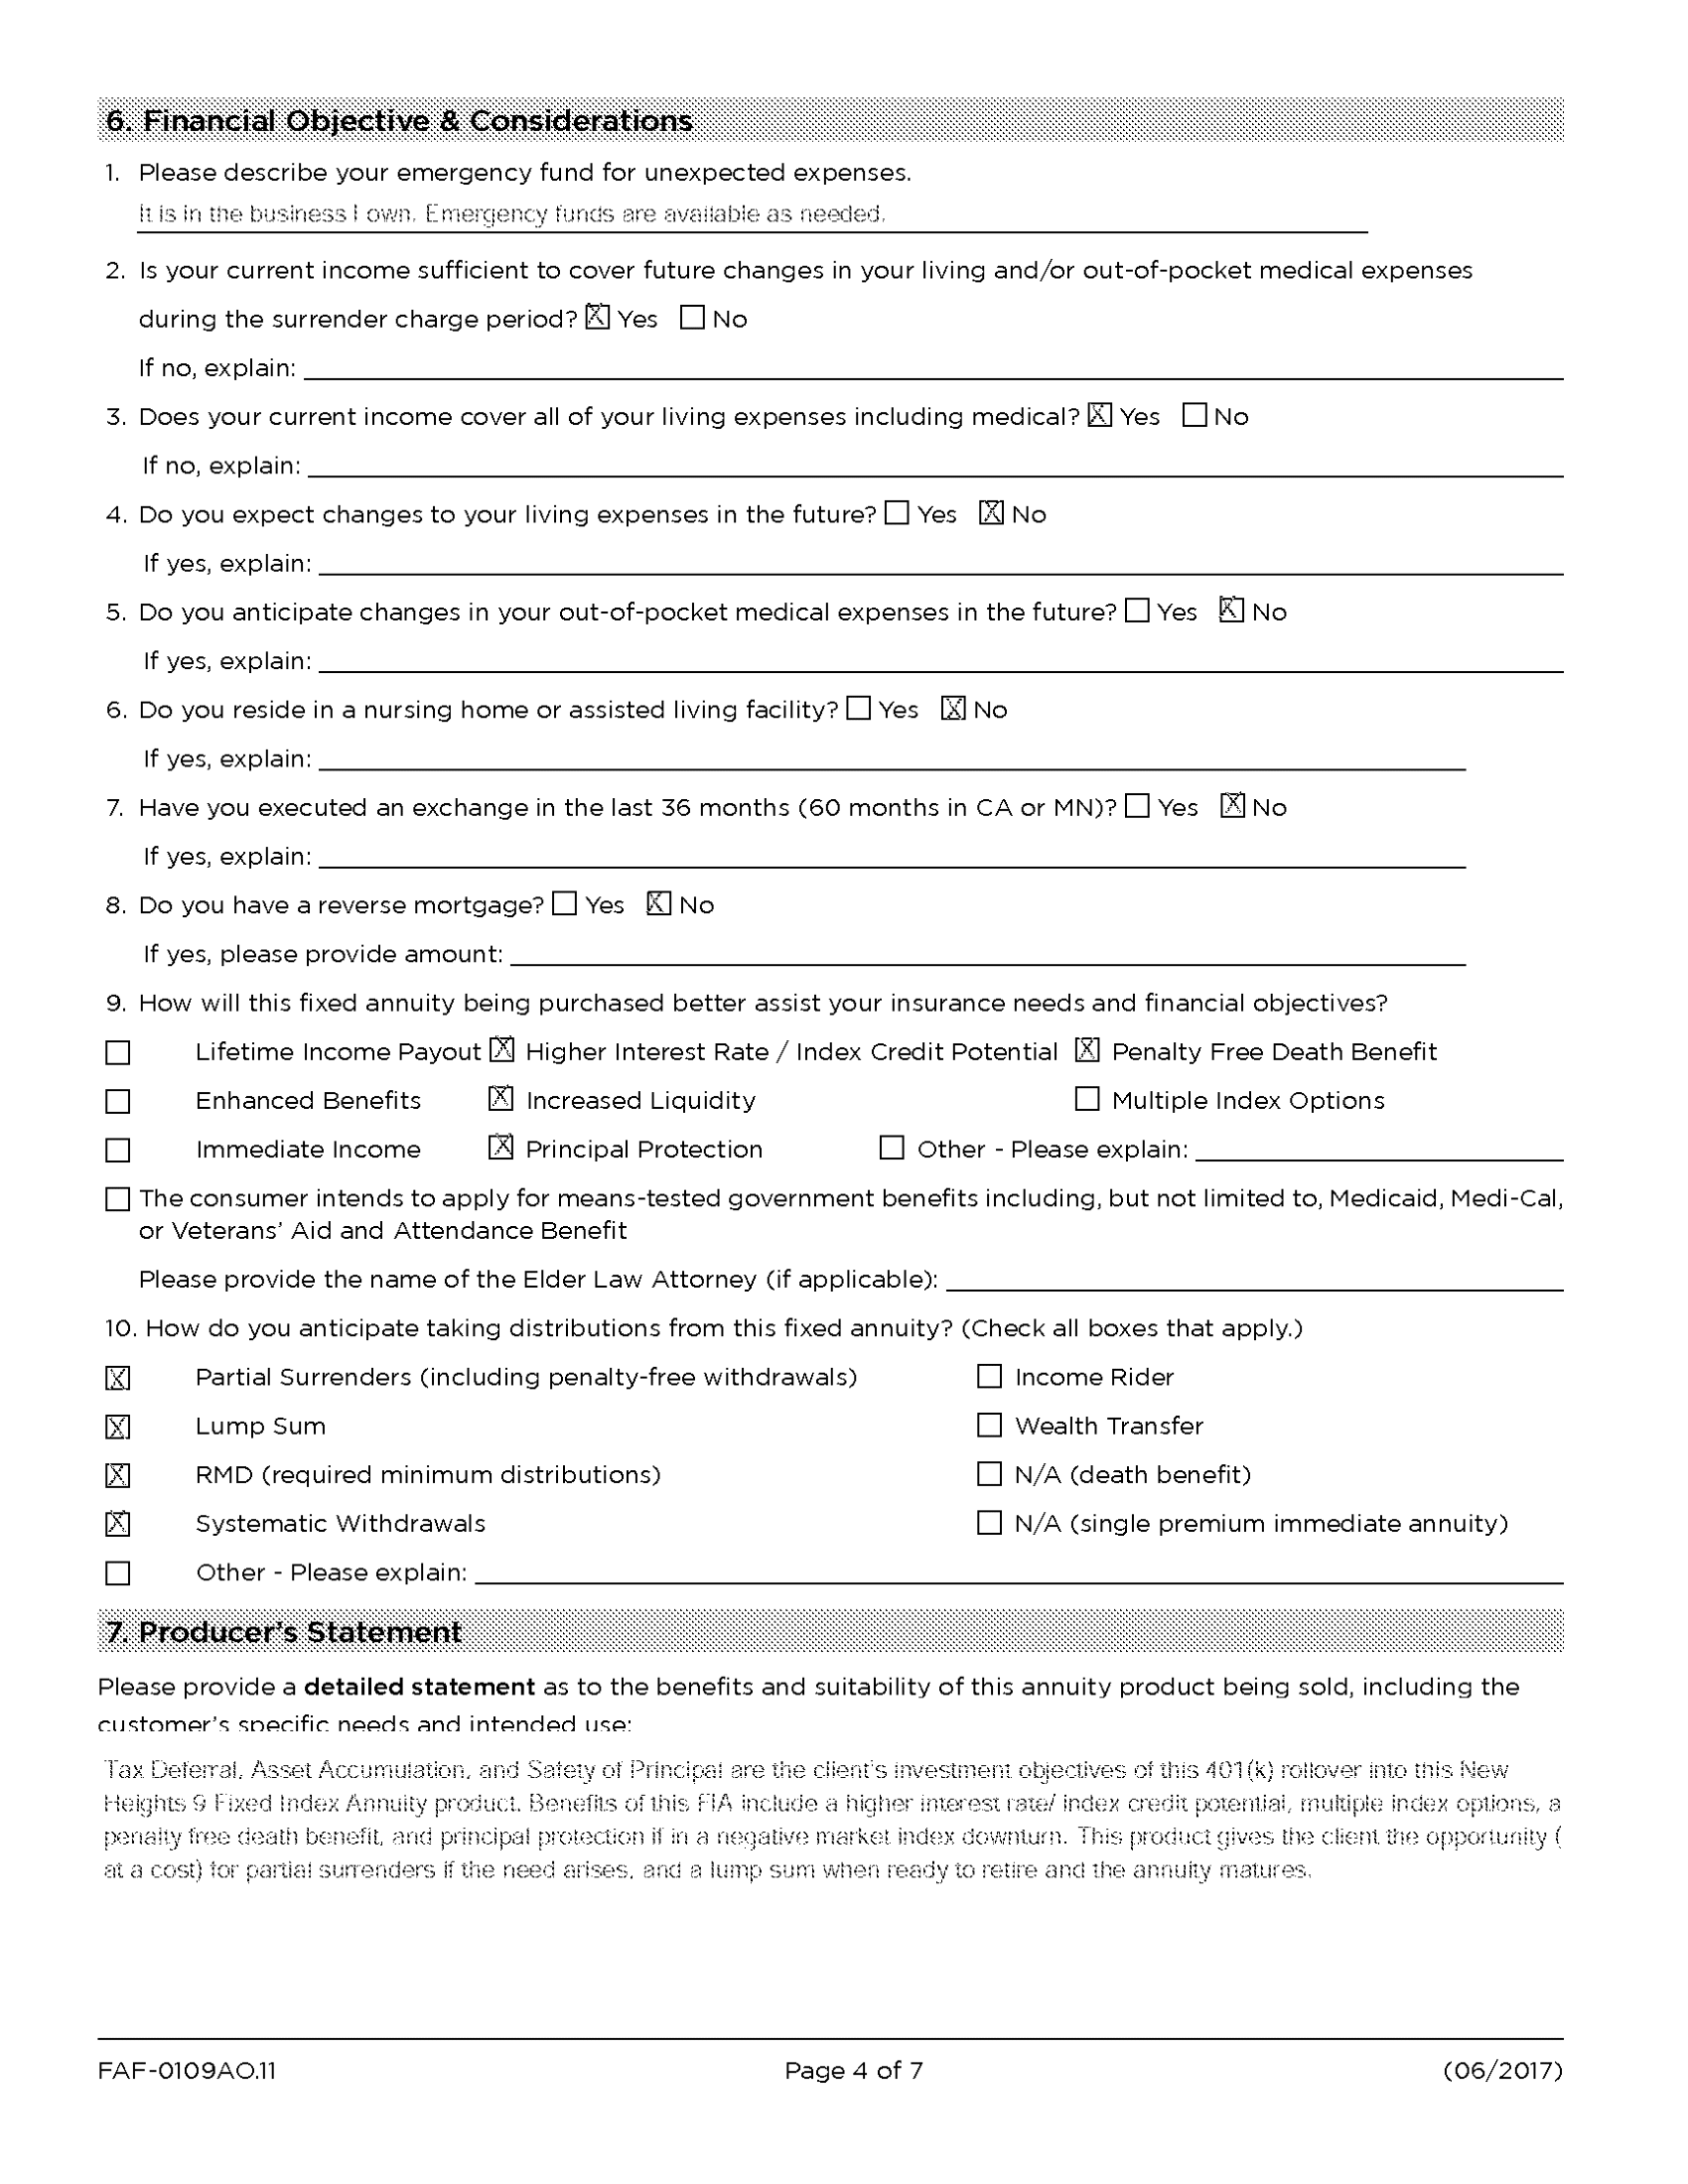 6. Financial Objective & Considerations
1. Please describe your emergency fund for unexpected expenses.
It is in the business I own. Emergency funds are available as needed.
2. Is your current income sufficient to cover future changes in your living and/or out-of-pocket medical expenses
during the surrender charge period? ☒ Yes ☐ No
If no, explain:
3. Does your current income cover all of your living expenses including medical? ☒ Yes ☐ No
If no, explain:
4. Do you expect changes to your living expenses in the future? ☐ Yes ☒ No
If yes, explain:
5. Do you anticipate changes in your out-of-pocket medical expenses in the future? ☐ Yes ☒ No
If yes, explain:
6. Do you reside in a nursing home or assisted living facility? ☐ Yes ☒ No
If yes, explain:
7. Have you executed an exchange in the last 36 months (60 months in CA or MN)? ☐ Yes ☒ No
If yes, explain:
8. Do you have a reverse mortgage? ☐ Yes ☒ No
If yes, please provide amount:
9. How will this fixed annuity being purchased better assist your insurance needs and financial objectives?
☐ Lifetime Income Payout ☒ Higher Interest Rate / Index Credit Potential ☒ Penalty Free Death Benefit
☐ Enhanced Benefits ☒ Increased Liquidity ☐ Multiple Index Options
☐ Immediate Income ☒ Principal Protection ☐ Other - Please explain:
☐ The consumer intends to apply for means-tested government benefits including, but not limited to, Medicaid, Medi-Cal,
or Veterans' Aid and Attendance Benefit
Please provide the name of the Elder Law Attorney (if applicable):
10. How do you anticipate taking distributions from this fixed annuity? (Check all boxes that apply.)
☒ Partial Surrenders (including penalty-free withdrawals) ☐ Income Rider
☒ Lump Sum ☐ Wealth Transfer
☒ RMD (required minimum distributions) ☐ N/A (death benefit)
☒ Systematic Withdrawals ☐ N/A (single premium immediate annuity)
☐ Other - Please explain:
7. Producer's Statement
Please provide a detailed statement as to the benefits and suitability of this annuity product being sold, including the
customer's specific needs and intended use:
Tax Deferral, Asset Accumulation, and Safety of Principal are the client's investment objectives of this 401(k) rollover into this New
Heights 9 Fixed Index Annuity product. Benefits of this FIA include a higher interest rate/ index credit potential, multiple index options, a
penalty free death benefit, and principal protection if in a negative market index downturn. This product gives the client the opportunity (
at a cost) for partial surrenders if the need arises, and a lump sum when ready to retire and the annuity matures.
FAF-0109AO.11 Page 4 of 7 (06/2017)